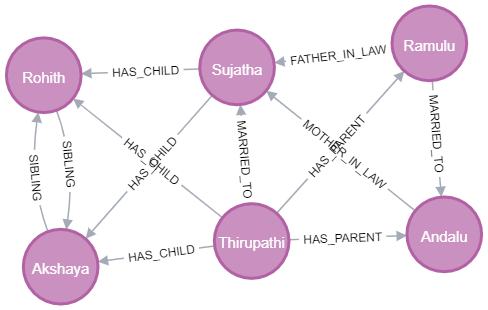 Ramulu
FATHER_IN_LAW
Sujatha
HAS_CHILD
Rohith
MARRIED_TO
MOTHER_IN_LAW
HAS_PARENT
HAS_CHILD
HAS_CHILD
MARRIED_TO
SIBLING
SIBLING
Andalu
HAS_PARENT
Thirupathi
HAS_CHILD
Akshaya